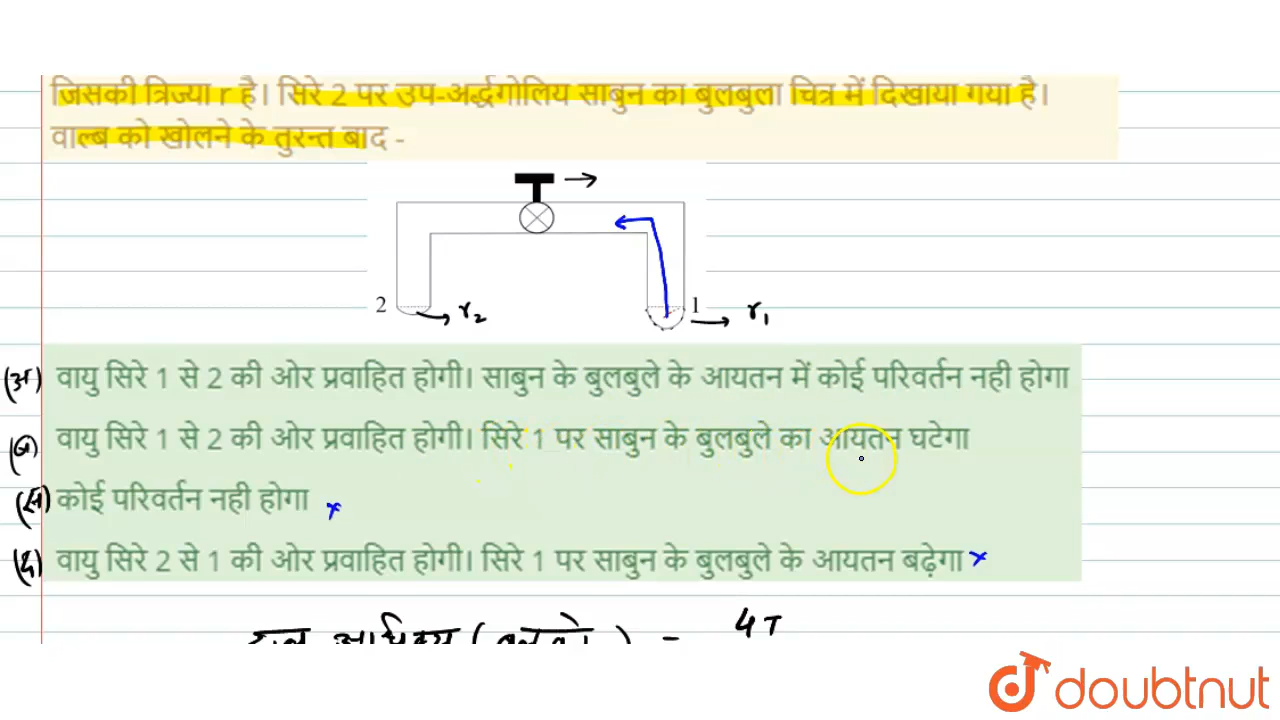 जिसकी त्रिज्या r है। सिरे 2 पर उप-अर्द्धगोलिय साबुन का बुलबुला चित्र में दिखाया गया है।
वाल्ब को खोलने के तुरन्त बाद -
2 r₂ 1 r₁
(अ) वायु सिरे 1 से 2 की ओर प्रवाहित होगी। साबुन के बुलबुले के आयतन में कोई परिवर्तन नही होगा
(ब) वायु सिरे 1 से 2 की ओर प्रवाहित होगी। सिरे 1 पर साबुन के बुलबुले का आयतन घटेगा
(स) कोई परिवर्तन नही होगा x
(द) वायु सिरे 2 से 1 की ओर प्रवाहित होगी। सिरे 1 पर साबुन के बुलबुले के आयतन बढ़ेगा x
= 4T
doubtnut